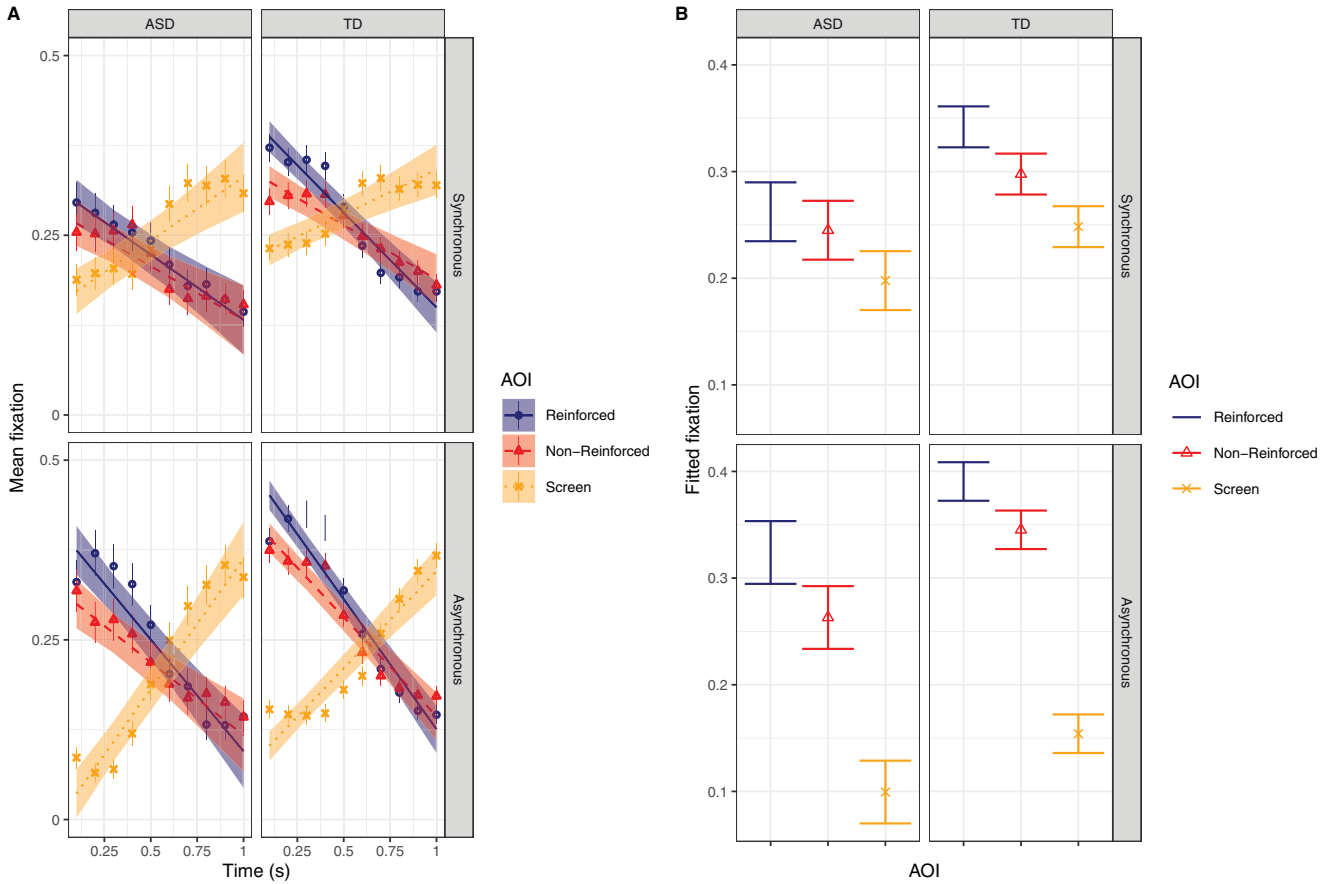 A
ASD
TD
0.5
0.25
0
Synchronous
0.5
0.25
0
Asynchronous
Mean fixation
0.25
0.5
0.75
1
0.25
0.5
0.75
1
Time (s)
AOI
Reinforced
Non−Reinforced
Screen
B
ASD
TD
0.4
0.3
0.2
0.1
Synchronous
0.4
0.3
0.2
0.1
Asynchronous
Fitted fixation
AOI
AOI
Reinforced
Non−Reinforced
Screen